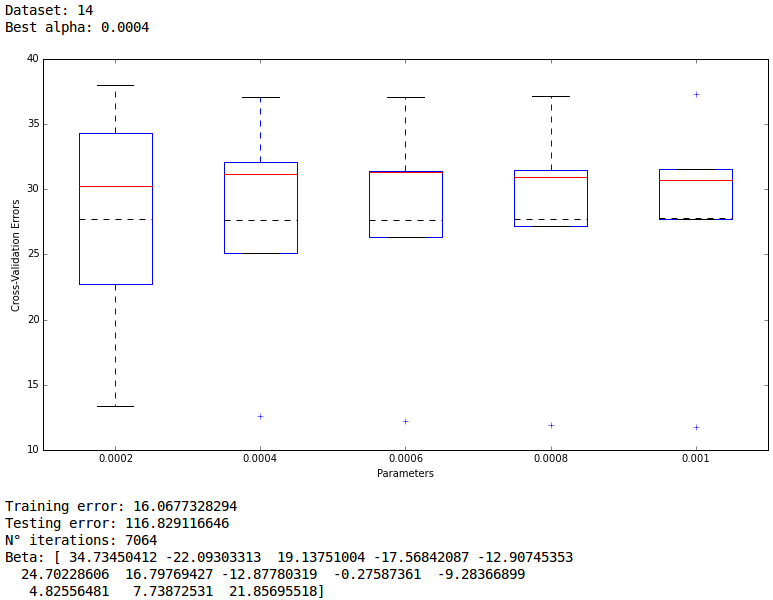 Dataset: 14
Best alpha: 0.0004
40
35
30
25
20
15
10
Cross-Validation Errors
0.0002 0.0004 0.0006 0.0008 0.001
Parameters
Training error: 16.0677328294
Testing error: 116.829116646
N° iterations: 7064
Beta: [ 34.73450412 -22.09303313  19.13751004 -17.56842087 -12.90745353
24.70228606  16.79769427 -12.87780319  -0.27587361  -9.28366899
4.82556481   7.73872531  21.85695518]